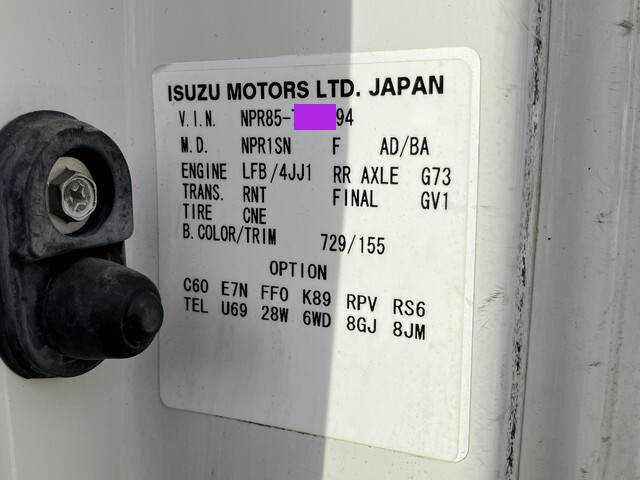 ISUZU MOTORS LTD. JAPAN
V.I.N. NPR85- 94
M.D. NPR1SN F AD/BA
ENGINE LFB/4JJ1 RR AXLE G73
TRANS. RNT FINAL GV1
TIRE CNE
B.COLOR/TRIM 729/155
OPTION
C60 E7N FF0 K89 RPV RS6
TEL U69 28W 6WD 8GJ 8JM